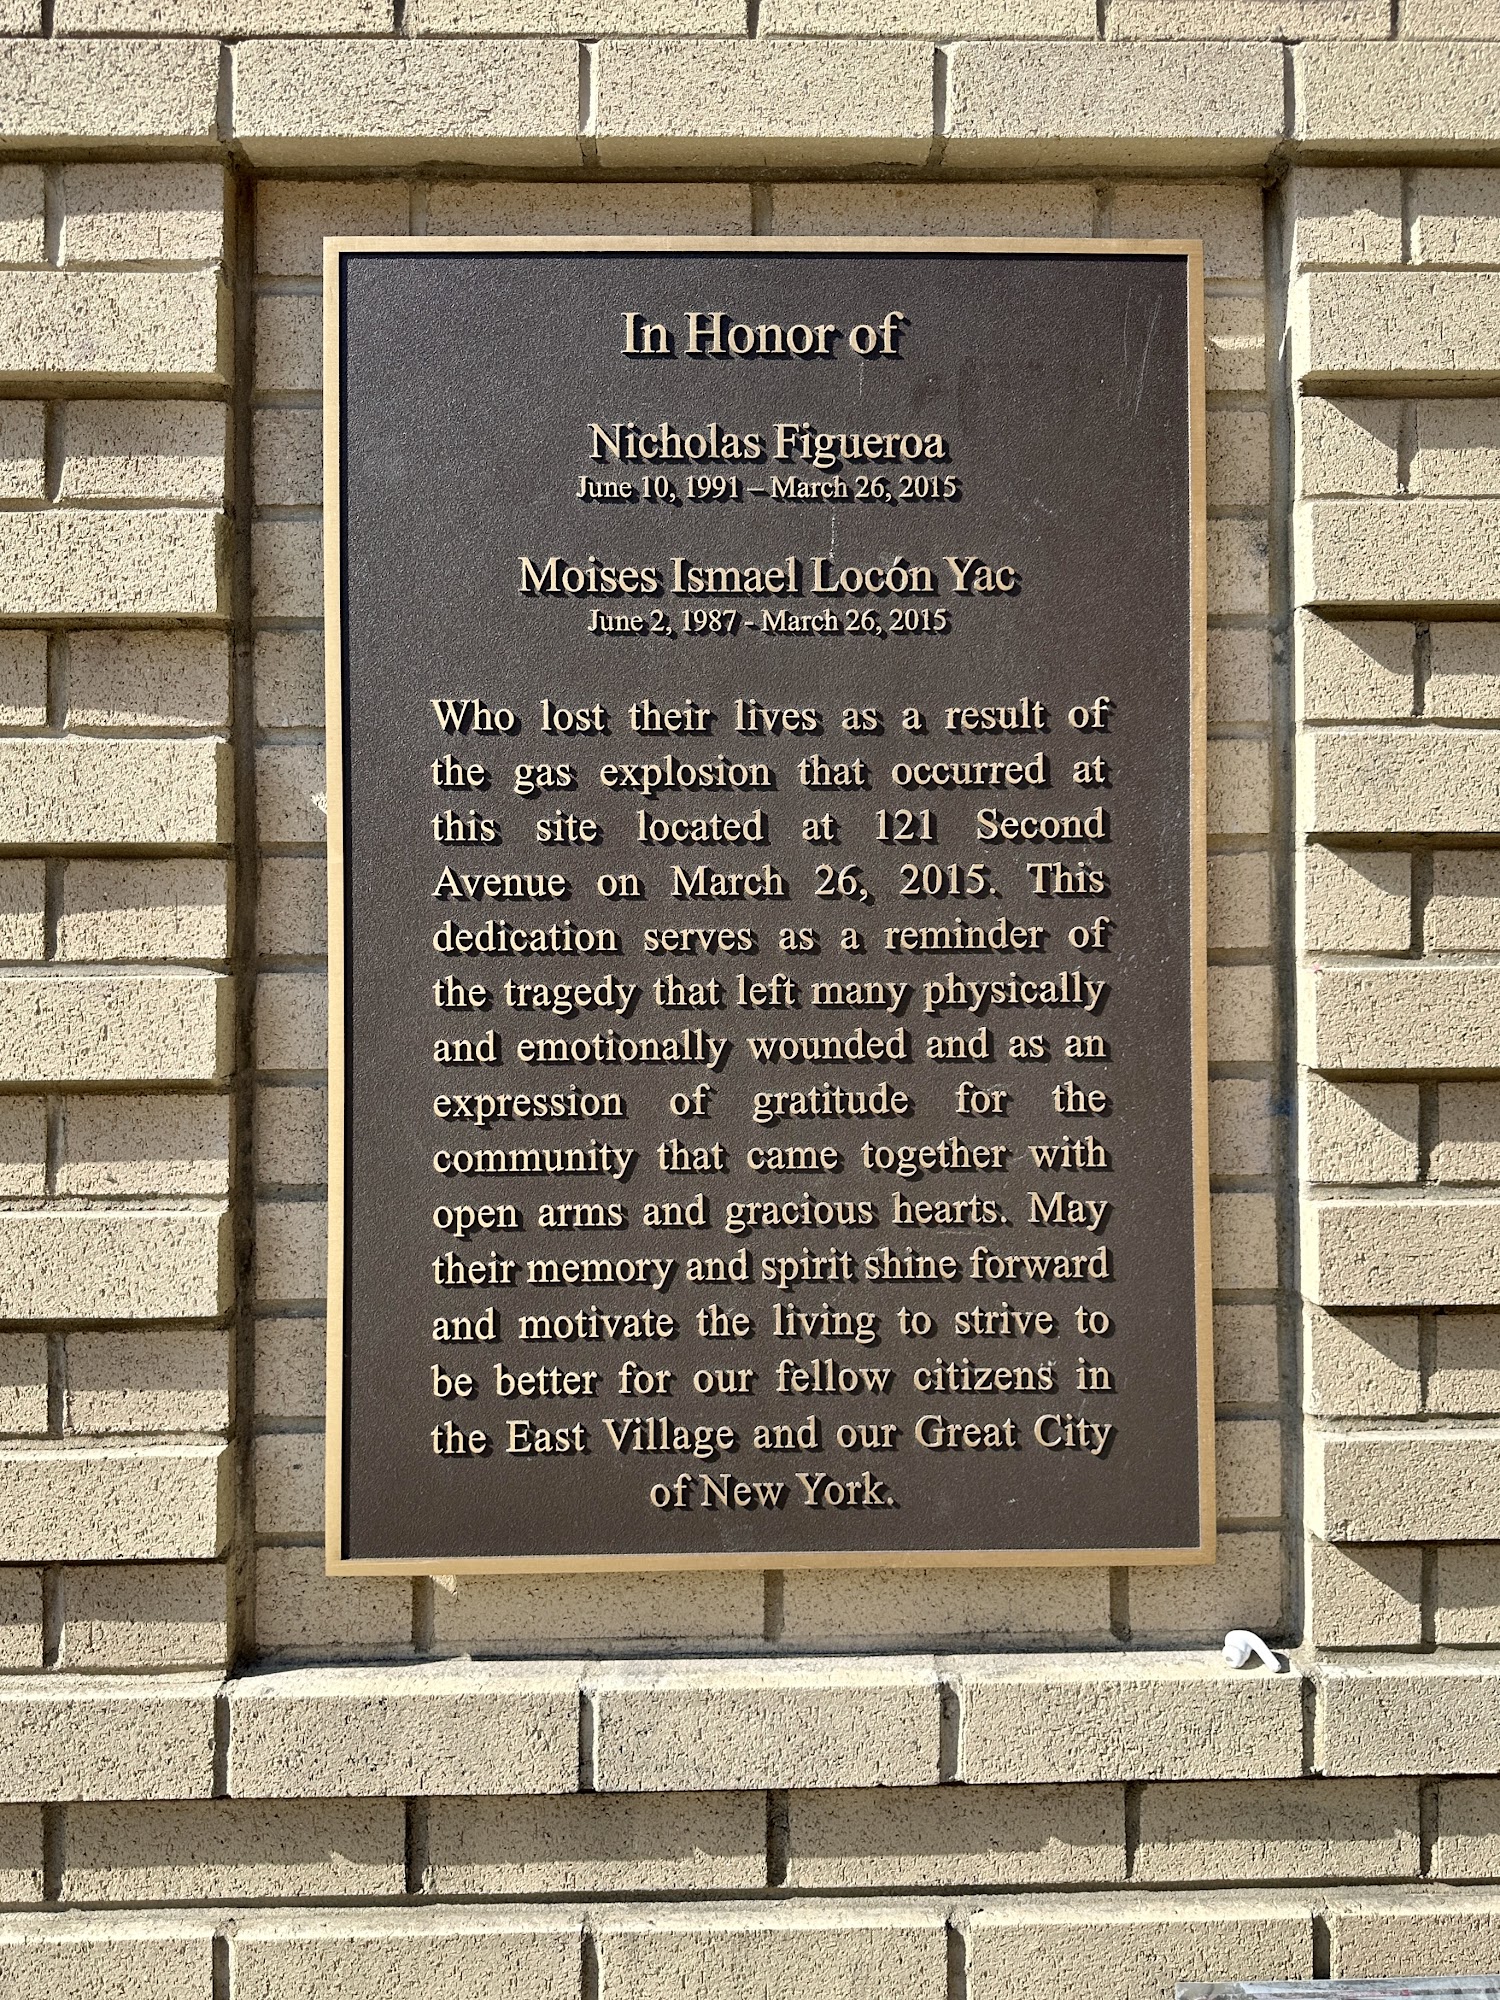 In Honor of
Nicholas Figueroa
June 10, 1991 – March 26, 2015
Moises Ismael Locón Yac
June 2, 1987 - March 26, 2015
Who lost their lives as a result of
the gas explosion that occurred at
this site located at 121 Second
Avenue on March 26, 2015. This
dedication serves as a reminder of
the tragedy that left many physically
and emotionally wounded and as an
expression of gratitude for the
community that came together with
open arms and gracious hearts. May
their memory and spirit shine forward
and motivate the living to strive to
be better for our fellow citizens in
the East Village and our Great City
of New York.